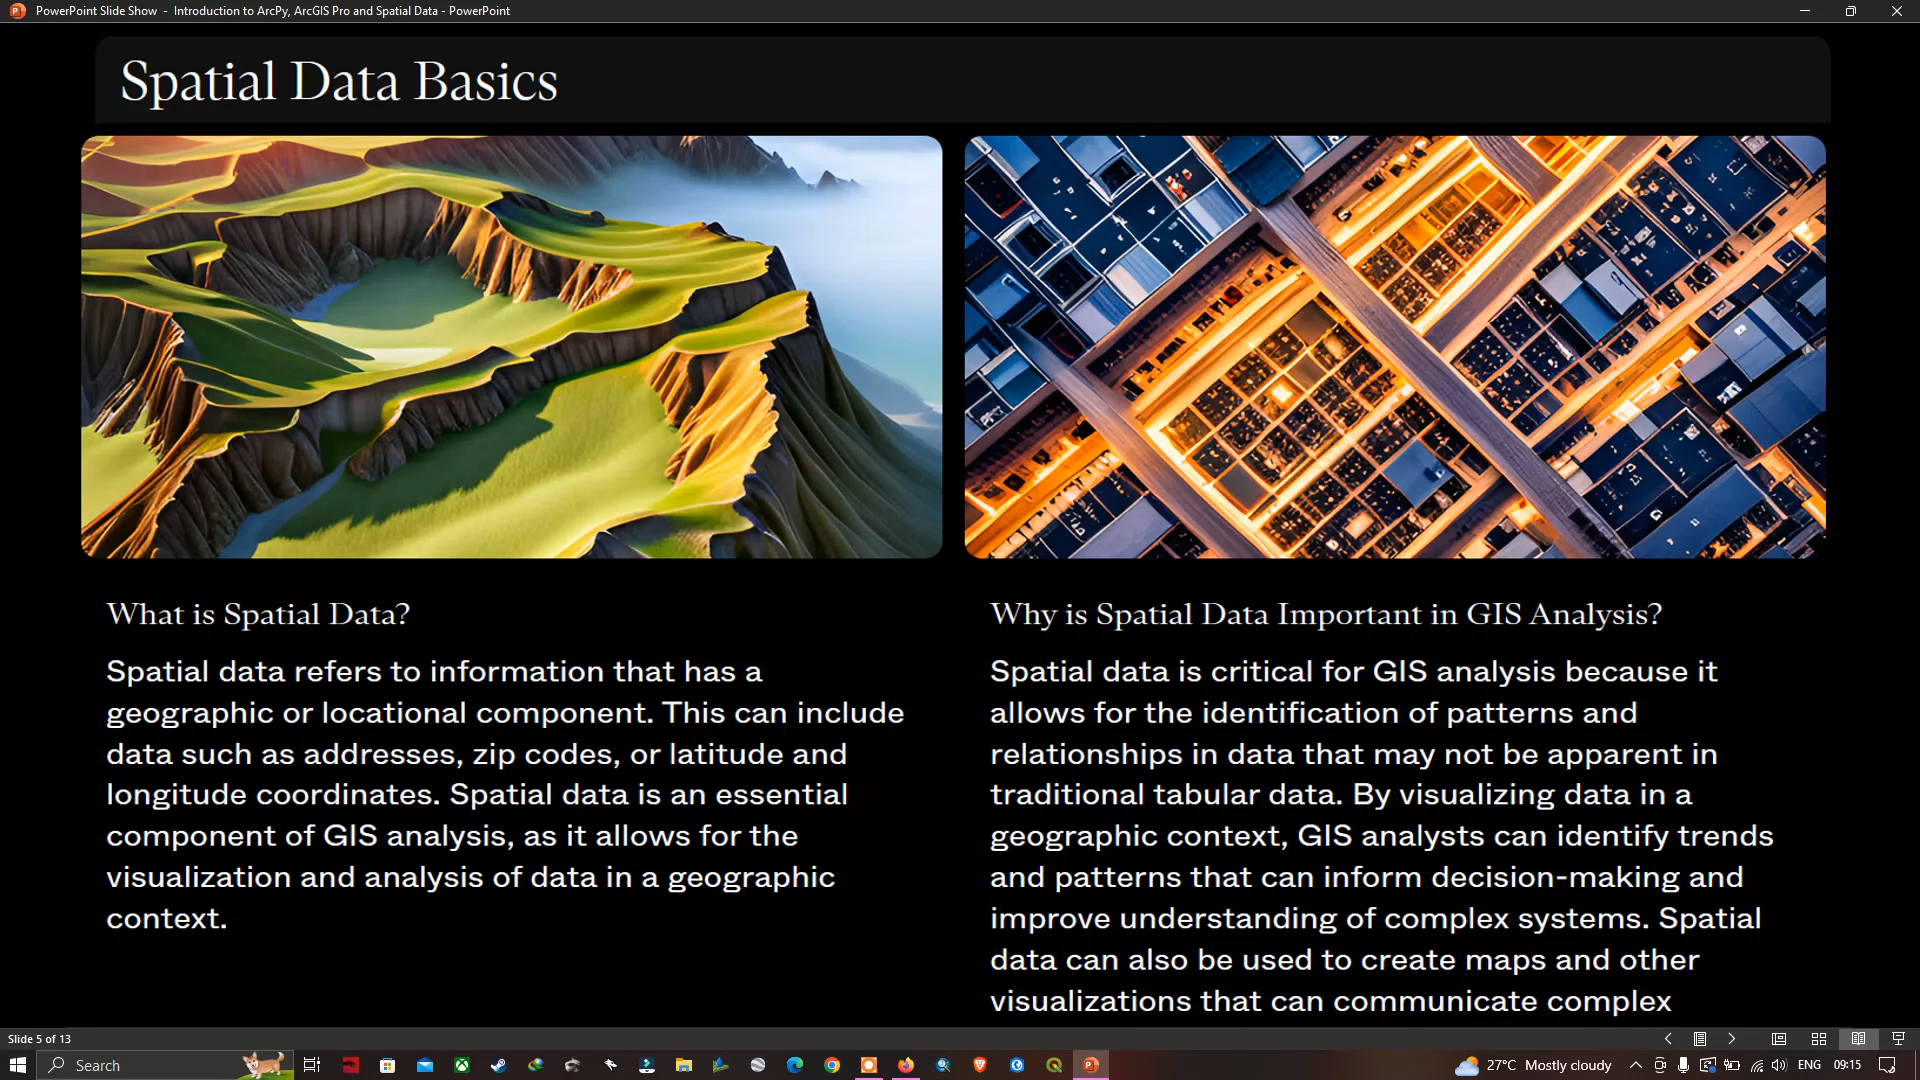 PowerPoint Slide Show - Introduction to ArcPy, ArcGIS Pro and Spatial Data - PowerPoint
Spatial Data Basics
What is Spatial Data?
Spatial data refers to information that has a
geographic or locational component. This can include
data such as addresses, zip codes, or latitude and
longitude coordinates. Spatial data is an essential
component of GIS analysis, as it allows for the
visualization and analysis of data in a geographic
context.
Why is Spatial Data Important in GIS Analysis?
Spatial data is critical for GIS analysis because it
allows for the identification of patterns and
relationships in data that may not be apparent in
traditional tabular data. By visualizing data in a
geographic context, GIS analysts can identify trends
and patterns that can inform decision-making and
improve understanding of complex systems. Spatial
data can also be used to create maps and other
visualizations that can communicate complex
Slide 5 of 13
Search
27°C Mostly cloudy
ENG
09:15